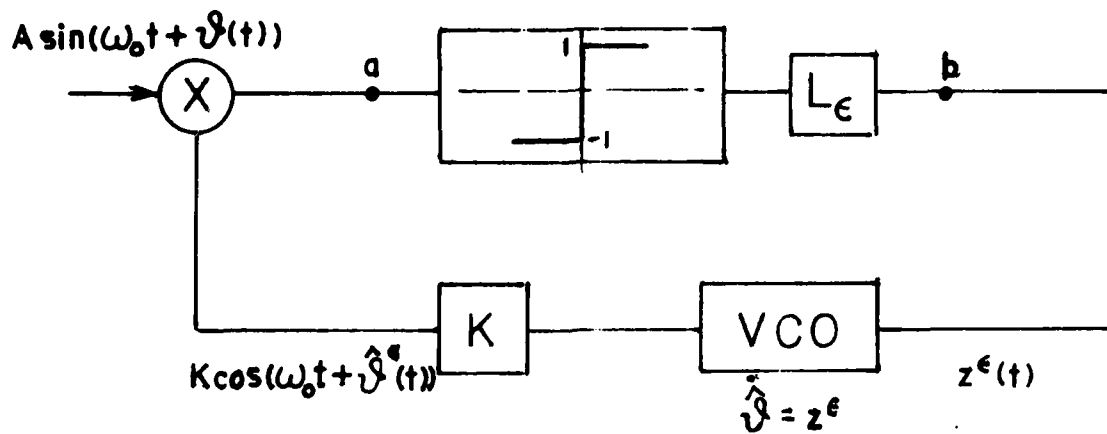 A sin(ω₀t + ϑ(t))
X
a
1
-1
L_ϵ
b
K
VCO
K cos(ω₀t + ϑ̂^ϵ(t))
ϑ̂̇ = z^ϵ
z^ϵ(t)